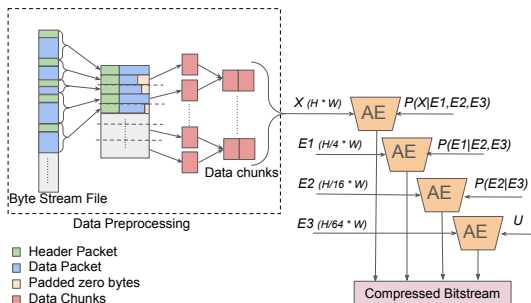 X (H * W)
AE
P(X|E1,E2,E3)
E1 (H/4 * W)
AE
P(E1|E2,E3)
Byte Stream File
Data chunks
E2 (H/16 * W)
AE
P(E2|E3)
Data Preprocessing
E3 (H/64 * W)
AE
U
Header Packet
Data Packet
Padded zero bytes
Data Chunks
Compressed Bitstream